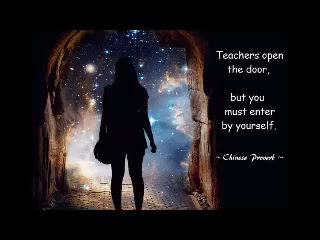 Teachers open
the door,
but you
must enter
by yourself.
~ Chinese Proverb ~